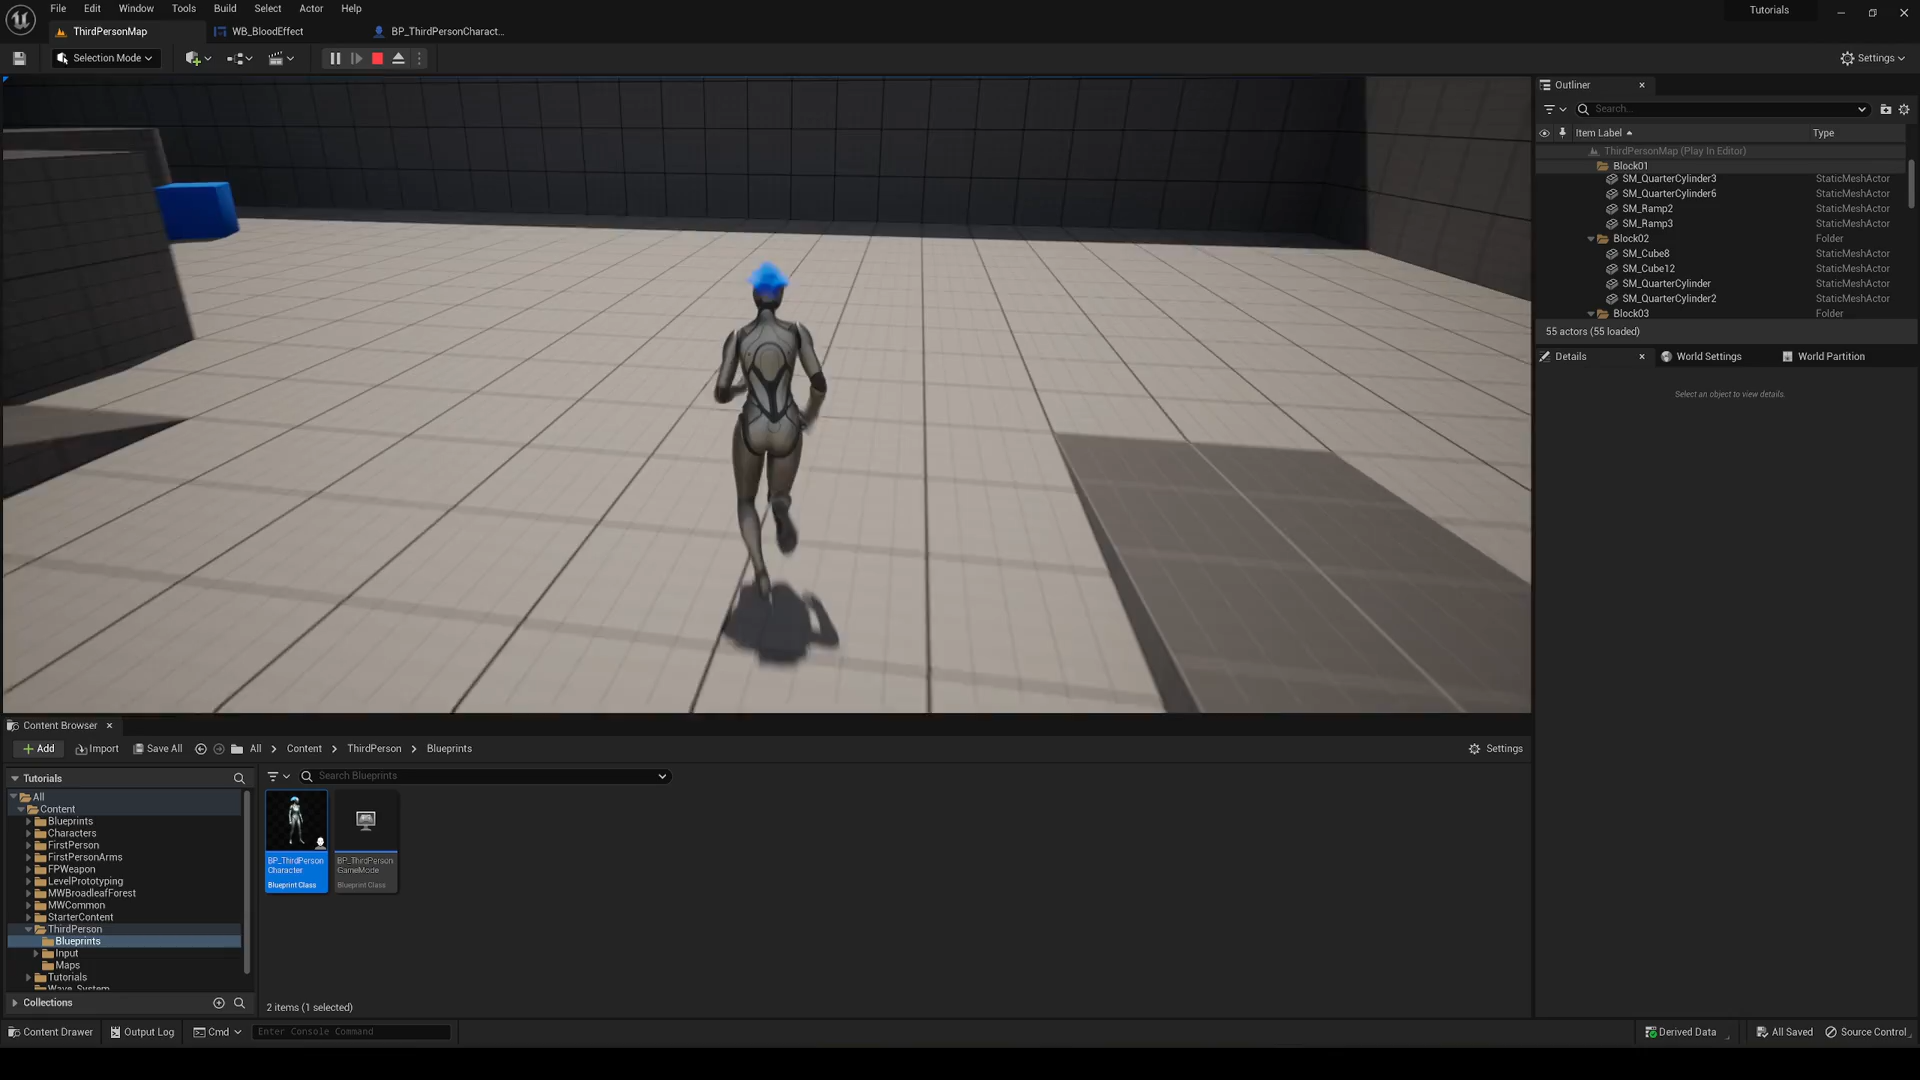 File Edit Window Tools Build Select Actor Help
Tutorials
ThirdPersonMap
WB_BloodEffect
BP_ThirdPersonCharact...
Selection Mode
Settings
Outliner
Search...
Item Label
Type
ThirdPersonMap (Play In Editor)
Block01
SM_QuarterCylinder3 StaticMeshActor
SM_QuarterCylinder6 StaticMeshActor
SM_Ramp2 StaticMeshActor
SM_Ramp3 StaticMeshActor
Block02 Folder
SM_Cube8 StaticMeshActor
SM_Cube12 StaticMeshActor
SM_QuarterCylinder StaticMeshActor
SM_QuarterCylinder2 StaticMeshActor
Block03 Folder
55 actors (55 loaded)
Details
World Settings
World Partition
Select an object to view details.
Content Browser
Add Import Save All All Content ThirdPerson Blueprints
Settings
Tutorials
Search Blueprints
All
Content
Blueprints
Characters
FirstPerson
FirstPersonArms
FPWeapon
LevelPrototyping
MWBroadleafForest
MWCommon
StarterContent
ThirdPerson
Blueprints
Input
Maps
Tutorials
Wave_System
Collections
BP_ThirdPerson
Character
Blueprint Class
BP_ThirdPerson
GameMode
Blueprint Class
2 items (1 selected)
Content Drawer
Output Log
Cmd
Enter Console Command
Derived Data
All Saved
Source Control